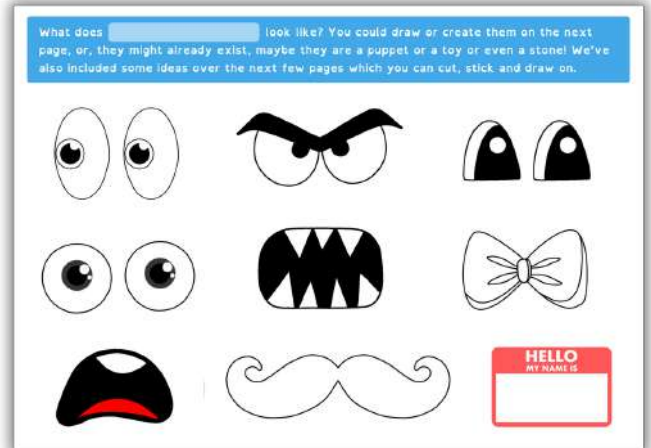 What does look like? You could draw or create them on the next
page, or, they might already exist, maybe they are a puppet or a toy or even a stone! We've
also included some ideas over the next few pages which you can cut, stick and draw on.
HELLO
MY NAME IS